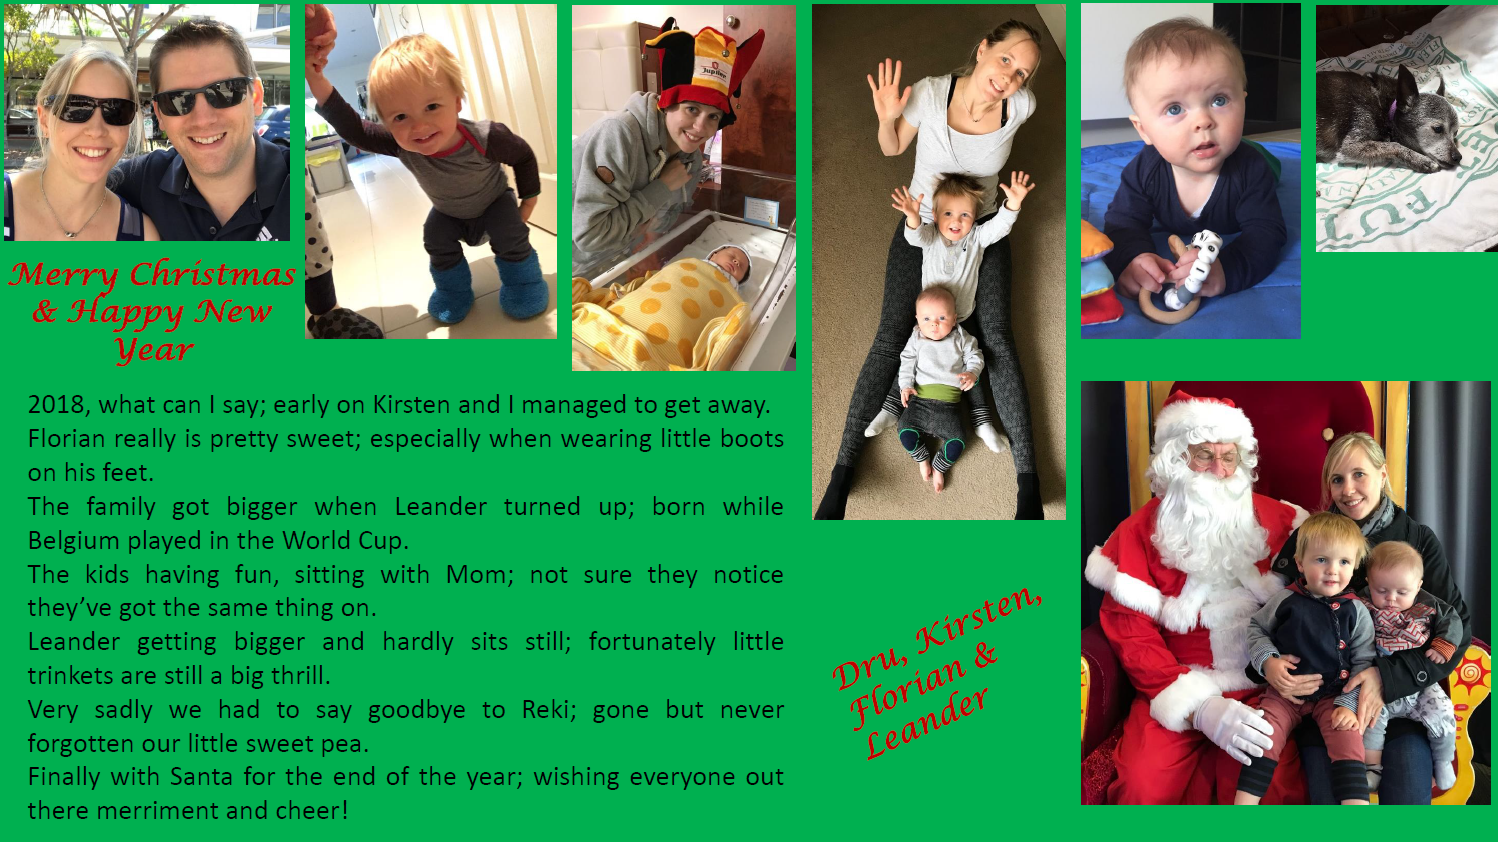 Merry Christmas
& Happy New
Year
2018, what can I say; early on Kirsten and I managed to get away.
Florian really is pretty sweet; especially when wearing little boots
on his feet.
The family got bigger when Leander turned up; born while
Belgium played in the World Cup.
The kids having fun, sitting with Mom; not sure they notice
they’ve got the same thing on.
Leander getting bigger and hardly sits still; fortunately little
trinkets are still a big thrill.
Very sadly we had to say goodbye to Reki; gone but never
forgotten our little sweet pea.
Finally with Santa for the end of the year; wishing everyone out
there merriment and cheer!
Dru, Kirsten,
Florian &
Leander
Jupiler